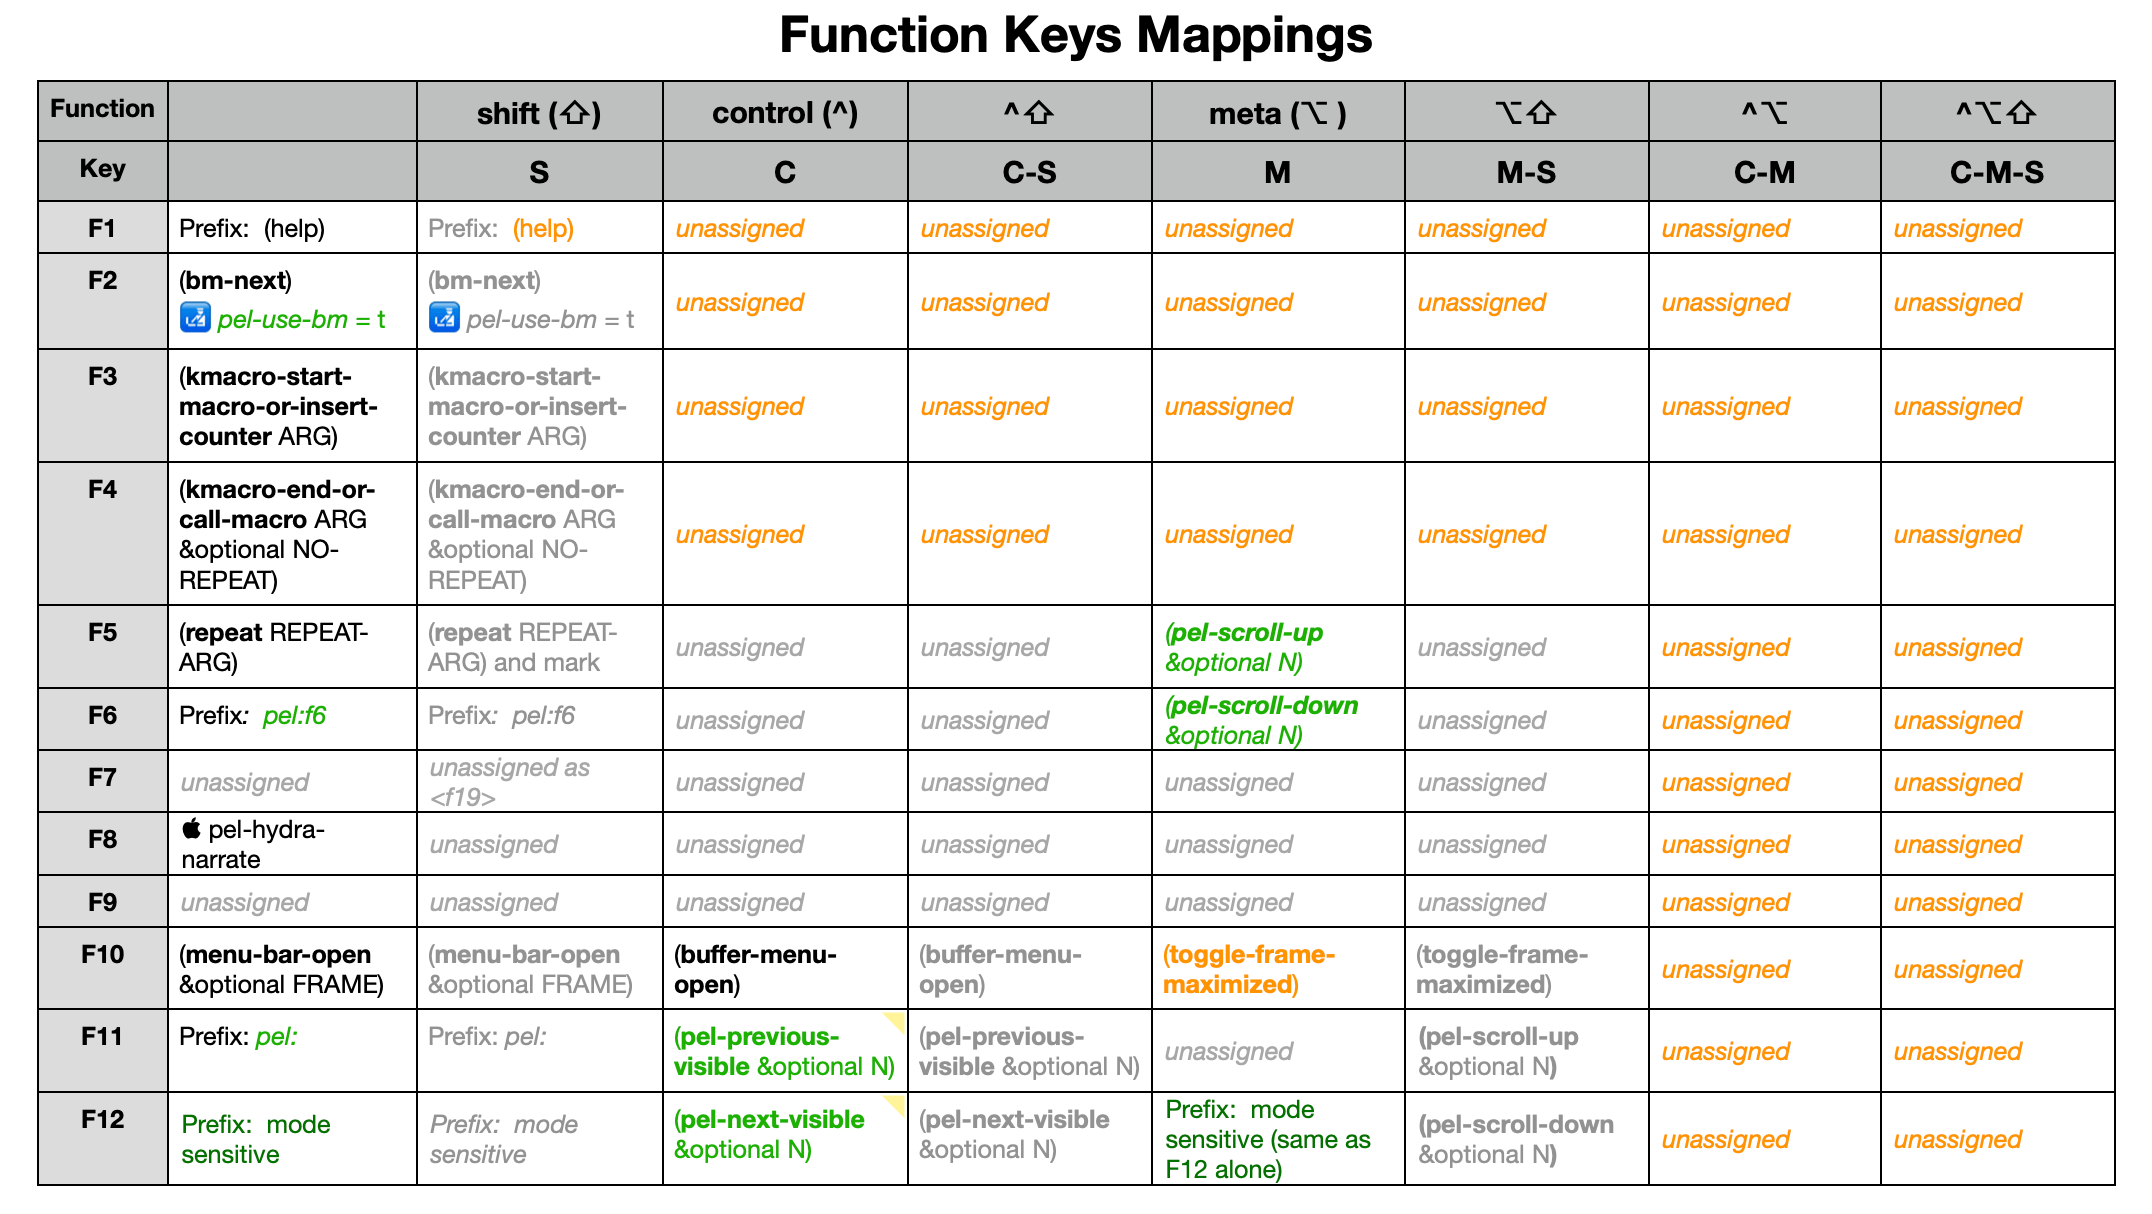 Function Keys Mappings
Function shift (⇧) control (^) ^⇧ meta (⌥ ) ⌥⇧ ^⌥ ^⌥⇧
Key S C C-S M M-S C-M C-M-S
F1 Prefix: (help) Prefix: (help) unassigned unassigned unassigned unassigned unassigned unassigned
F2 (bm-next) (bm-next) unassigned unassigned unassigned unassigned unassigned unassigned
pel-use-bm = t pel-use-bm = t
F3 (kmacro-start- (kmacro-start-
macro-or-insert- macro-or-insert- unassigned unassigned unassigned unassigned unassigned unassigned
counter ARG) counter ARG)
F4 (kmacro-end-or- (kmacro-end-or-
call-macro ARG call-macro ARG unassigned unassigned unassigned unassigned unassigned unassigned
&optional NO- &optional NO-
REPEAT) REPEAT)
F5 (repeat REPEAT- (repeat REPEAT- unassigned unassigned (pel-scroll-up unassigned unassigned unassigned
ARG) ARG) and mark &optional N)
F6 Prefix: pel:f6 Prefix: pel:f6 unassigned unassigned (pel-scroll-down unassigned unassigned unassigned
&optional N)
F7 unassigned unassigned as unassigned unassigned unassigned unassigned unassigned unassigned
<f19>
F8 pel-hydra- unassigned unassigned unassigned unassigned unassigned unassigned unassigned
narrate
F9 unassigned unassigned unassigned unassigned unassigned unassigned unassigned unassigned
F10 (menu-bar-open (menu-bar-open (buffer-menu- (buffer-menu- (toggle-frame- (toggle-frame- unassigned unassigned
&optional FRAME) &optional FRAME) open) open) maximized) maximized)
F11 Prefix: pel: Prefix: pel: (pel-previous- (pel-previous- unassigned (pel-scroll-up unassigned unassigned
visible &optional N) visible &optional N) &optional N)
F12 Prefix: mode Prefix: mode (pel-next-visible (pel-next-visible Prefix: mode (pel-scroll-down unassigned unassigned
sensitive sensitive &optional N) &optional N) sensitive (same as &optional N)
F12 alone)